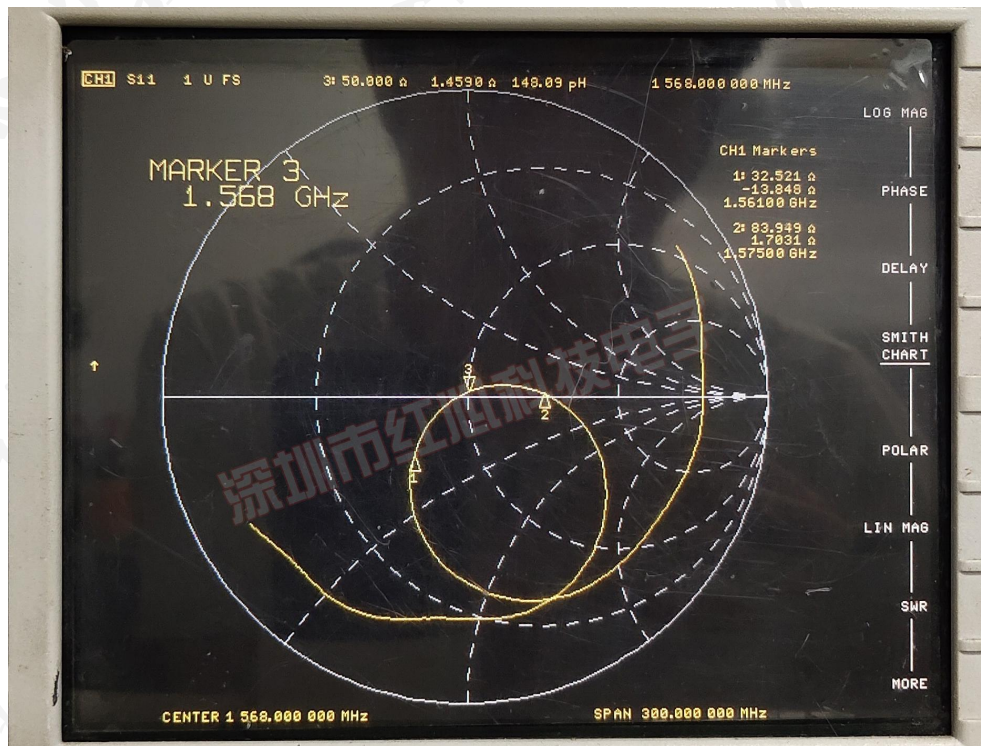 CH1 S11 1 U FS 3: 50.000 Ω 1.4590 Ω 148.09 pH 1 568.000 000 MHz
LOG MAG
MARKER 3
1.568 GHz
CH1 Markers
1: 32.521 Ω
-13.848 Ω
1.56100 GHz
2: 83.949 Ω
1.7031 Ω
1.57500 GHz
PHASE
DELAY
SMITH
CHART
3
2
深圳市红芯科技电子
POLAR
LIN MAG
SWR
MORE
CENTER 1 568.000 000 MHz SPAN 300.000 000 MHz